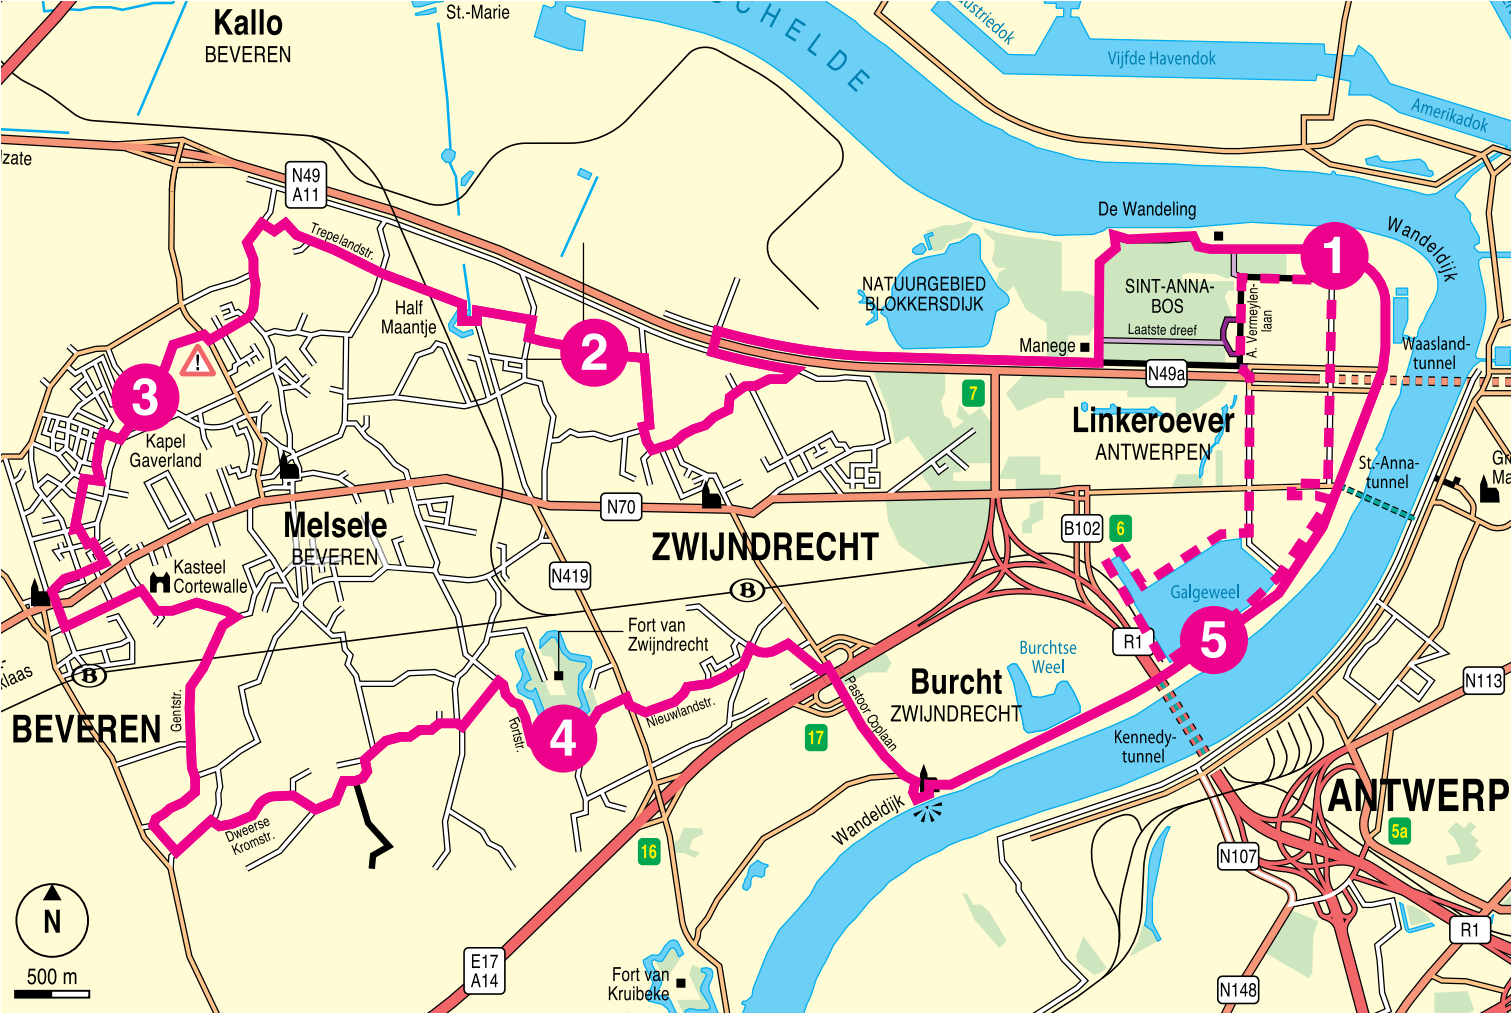 Kallo
BEVEREN
St.-Marie
SCHELDE
Vijfde Havendok
Amerikadok
zate
N49
A11
Trepelandstr.
De Wandeling
Wandeldijk
1
NATUURGEBIED
BLOKKERSDIJK
SINT-ANNA-
BOS
Laatste dreef
A. Vermeylen-
laan
Half
Maantje
Manege
N49a
Waasland-
tunnel
2
3
!
7
Linkeroever
ANTWERPEN
Kapel
Gaverland
St.-Anna-
tunnel
Melsele
BEVEREN
N70
ZWIJNDRECHT
B102
6
Kasteel
Cortewalle
N419
B
Galgeweel
Fort van
Zwijndrecht
R1
5
Burchtse
Weel
B
Burcht
ZWIJNDRECHT
N113
laas
BEVEREN
Gentstr.
Fortstr.
4
Nieuwlandstr.
Pastoor Coplaan
17
Kennedy-
tunnel
Wandeldijk
ANTWERP
5a
Dweerse
Kromstr.
16
N107
N
500 m
E17
A14
Fort van
Kruibeke
R1
N148